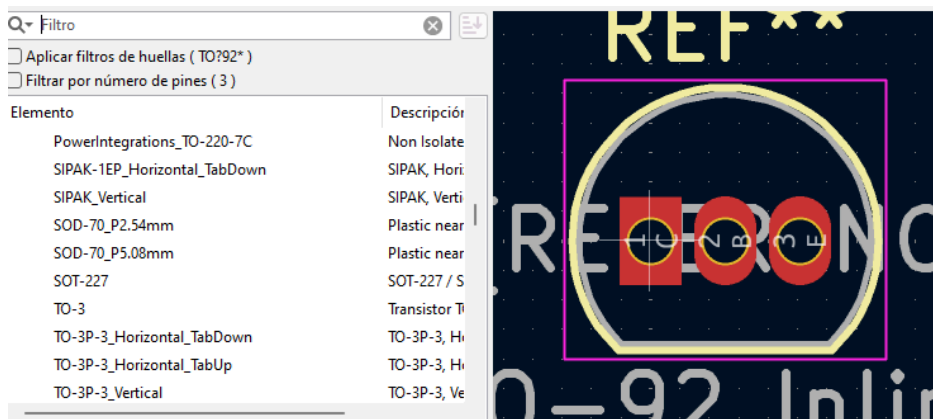 Filtro
Aplicar filtros de huellas ( TO?92* )
Filtrar por número de pines ( 3 )
Elemento Descripción
PowerIntegrations_TO-220-7C Non Isolate
SIPAK-1EP_Horizontal_TabDown SIPAK, Hori
SIPAK_Vertical SIPAK, Verti
SOD-70_P2.54mm Plastic near
SOD-70_P5.08mm Plastic near
SOT-227 SOT-227 / S
TO-3 Transistor T
TO-3P-3_Horizontal_TabDown TO-3P-3, H
TO-3P-3_Horizontal_TabUp TO-3P-3, H
TO-3P-3_Vertical TO-3P-3, Ve
REF**
1 C 2 B 3 E
O-92 Inlin